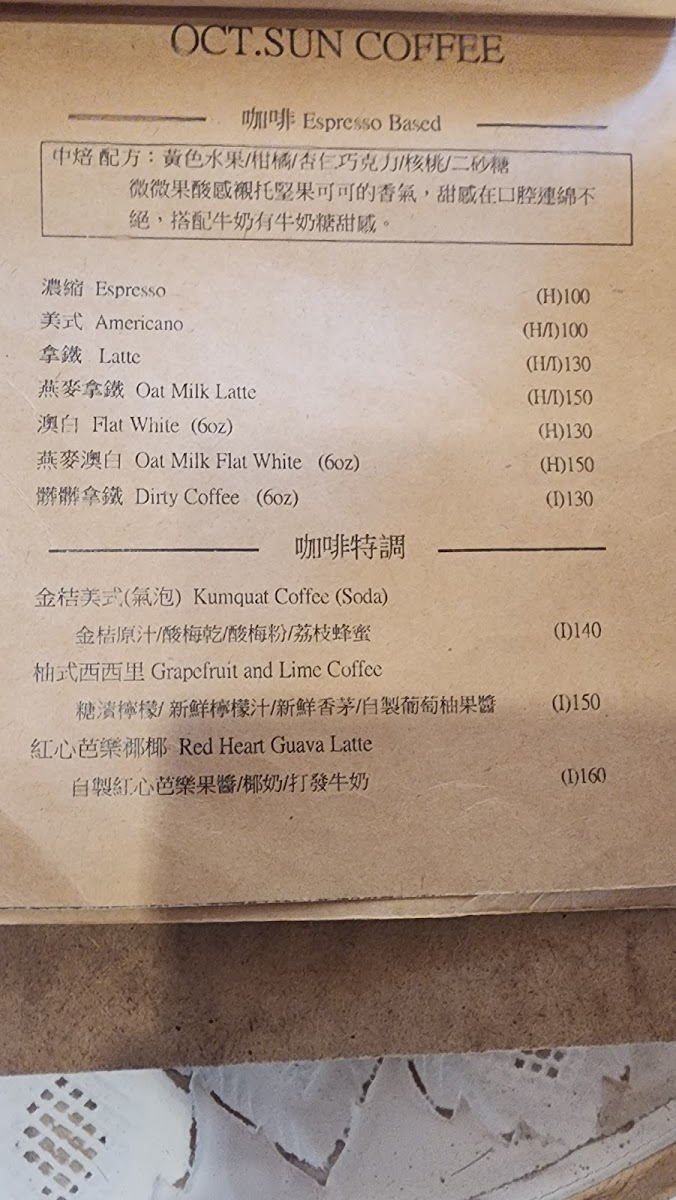 OCT.SUN COFFEE
咖啡 Espresso Based
中焙 配方：黃色水果/柑橘/杏仁巧克力/核桃/二砂糖
微微果酸感襯托堅果可可的香氣，甜感在口腔連綿不
絕，搭配牛奶有牛奶糖甜感。
濃縮 Espresso (H)100
美式 Americano (H/I)100
拿鐵 Latte (H/I)130
燕麥拿鐵 Oat Milk Latte (H/I)150
澳白 Flat White (6oz) (H)130
燕麥澳白 Oat Milk Flat White (6oz) (H)150
髒髒拿鐵 Dirty Coffee (6oz) (I)130
咖啡特調
金桔美式(氣泡) Kumquat Coffee (Soda)
金桔原汁/酸梅乾/酸梅粉/荔枝蜂蜜 (I)140
柚式西西里 Grapefruit and Lime Coffee
糖漬檸檬/ 新鮮檸檬汁/新鮮香茅/自製葡萄柚果醬 (I)150
紅心芭樂椰椰 Red Heart Guava Latte
自製紅心芭樂果醬/椰奶/打發牛奶 (I)160